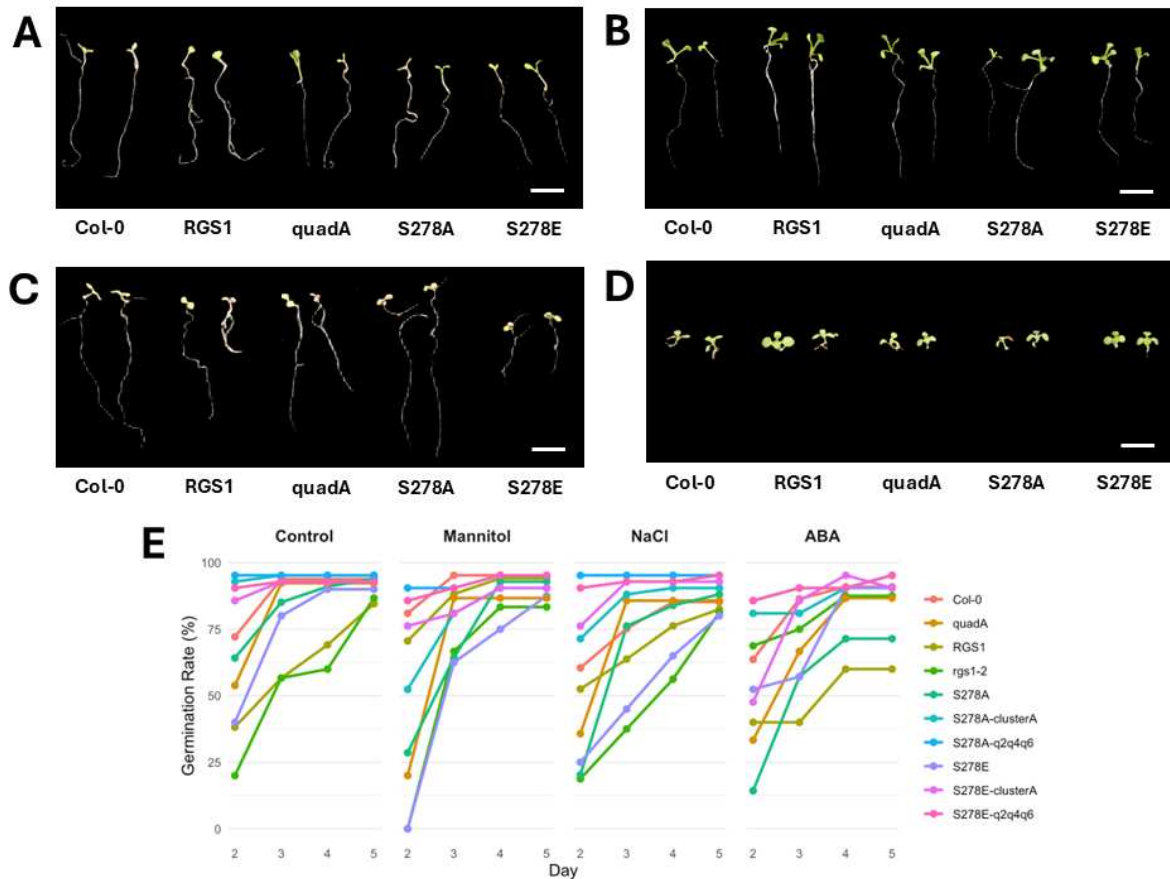 A
Col-0 RGS1 quadA S278A S278E
B
Col-0 RGS1 quadA S278A S278E
C
Col-0 RGS1 quadA S278A S278E
D
Col-0 RGS1 quadA S278A S278E
E
Control Mannitol NaCl ABA
Germination Rate (%)
100
75
50
25
0
2 3 4 5 2 3 4 5 2 3 4 5 2 3 4 5
Day
Col-0
quadA
RGS1
rgs1-2
S278A
S278A-clusterA
S278A-q2q4q6
S278E
S278E-clusterA
S278E-q2q4q6